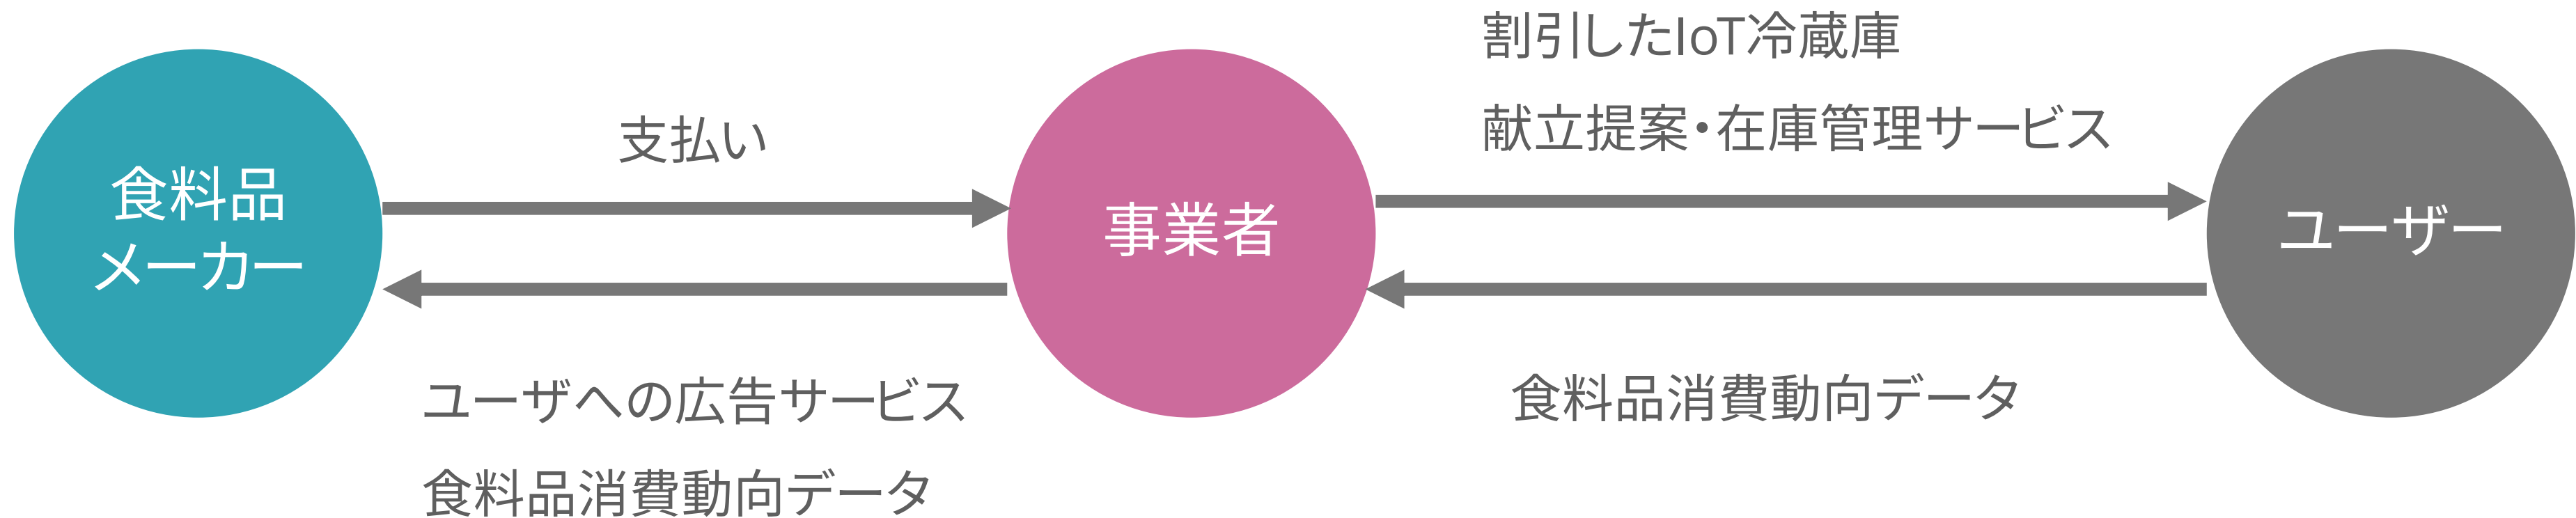 食料品
メーカー
支払い
ユーザへの広告サービス
食料品消費動向データ
事業者
割引したIoT冷蔵庫
献立提案・在庫管理サービス
食料品消費動向データ
ユーザー